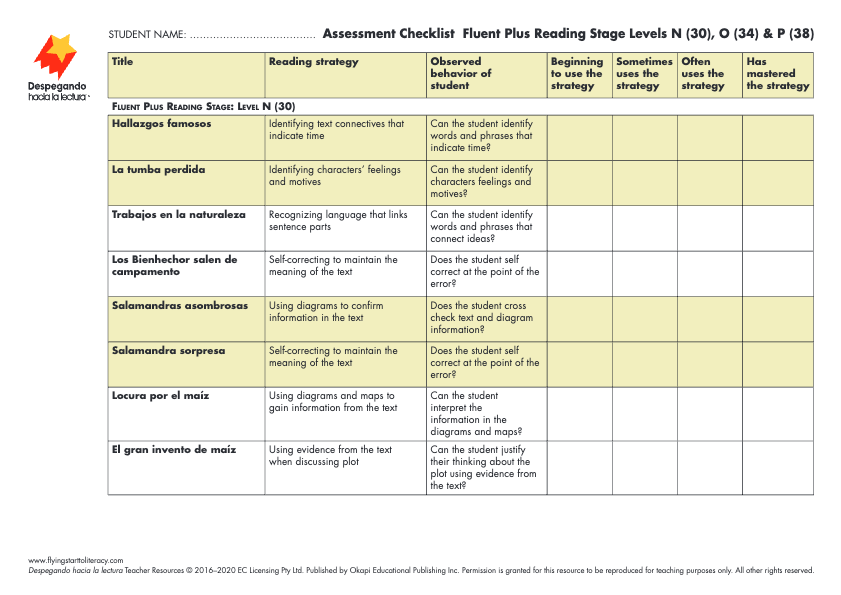 STUDENT NAME: ....................................
Assessment Checklist  Fluent Plus Reading Stage Levels N (30), O (34) & P (38)
Despegando
hacia la lectura™
Title
Reading strategy
Observed
behavior of
student
Beginning
to use the
strategy
Sometimes
uses the
strategy
Often
uses the
strategy
Has
mastered
the strategy
Fluent Plus Reading Stage: Level N (30)
Hallazgos famosos
Identifying text connectives that
indicate time
Can the student identify
words and phrases that
indicate time?
La tumba perdida
Identifying characters’ feelings
and motives
Can the student identify
characters feelings and
motives?
Trabajos en la naturaleza
Recognizing language that links
sentence parts
Can the student identify
words and phrases that
connect ideas?
Los Bienhechor salen de
campamento
Self-correcting to maintain the
meaning of the text
Does the student self
correct at the point of the
error?
Salamandras asombrosas
Using diagrams to confirm
information in the text
Does the student cross
check text and diagram
information?
Salamandra sorpresa
Self-correcting to maintain the
meaning of the text
Does the student self
correct at the point of the
error?
Locura por el maíz
Using diagrams and maps to
gain information from the text
Can the student
interpret the
information in the
diagrams and maps?
El gran invento de maíz
Using evidence from the text
when discussing plot
Can the student justify
their thinking about the
plot using evidence from
the text?
www.flyingstarttoliteracy.com
Despegando hacia la lectura Teacher Resources © 2016–2020 EC Licensing Pty Ltd. Published by Okapi Educational Publishing Inc. Permission is granted for this resource to be reproduced for teaching purposes only. All other rights reserved.